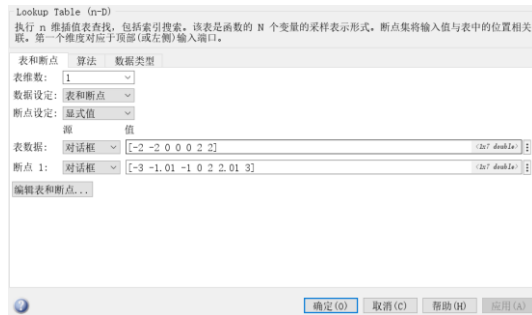 Lookup Table (n-D)
执行 n 维插值表查找，包括索引搜索。该表是函数的 N 个变量的采样表示形式。断点集将输入值与表中的位置相关
联。第一个维度对应于顶部(或左侧)输入端口。
表和断点 算法 数据类型
表维数: 1
数据设定: 表和断点
断点设定: 显式值
源 值
表数据: 对话框 [-2 -2 0 0 0 2 2] <1x7 double>
断点 1: 对话框 [-3 -1.01 -1 0 2 2.01 3] <1x7 double>
编辑表和断点...
确定(O) 取消(C) 帮助(H) 应用(A)